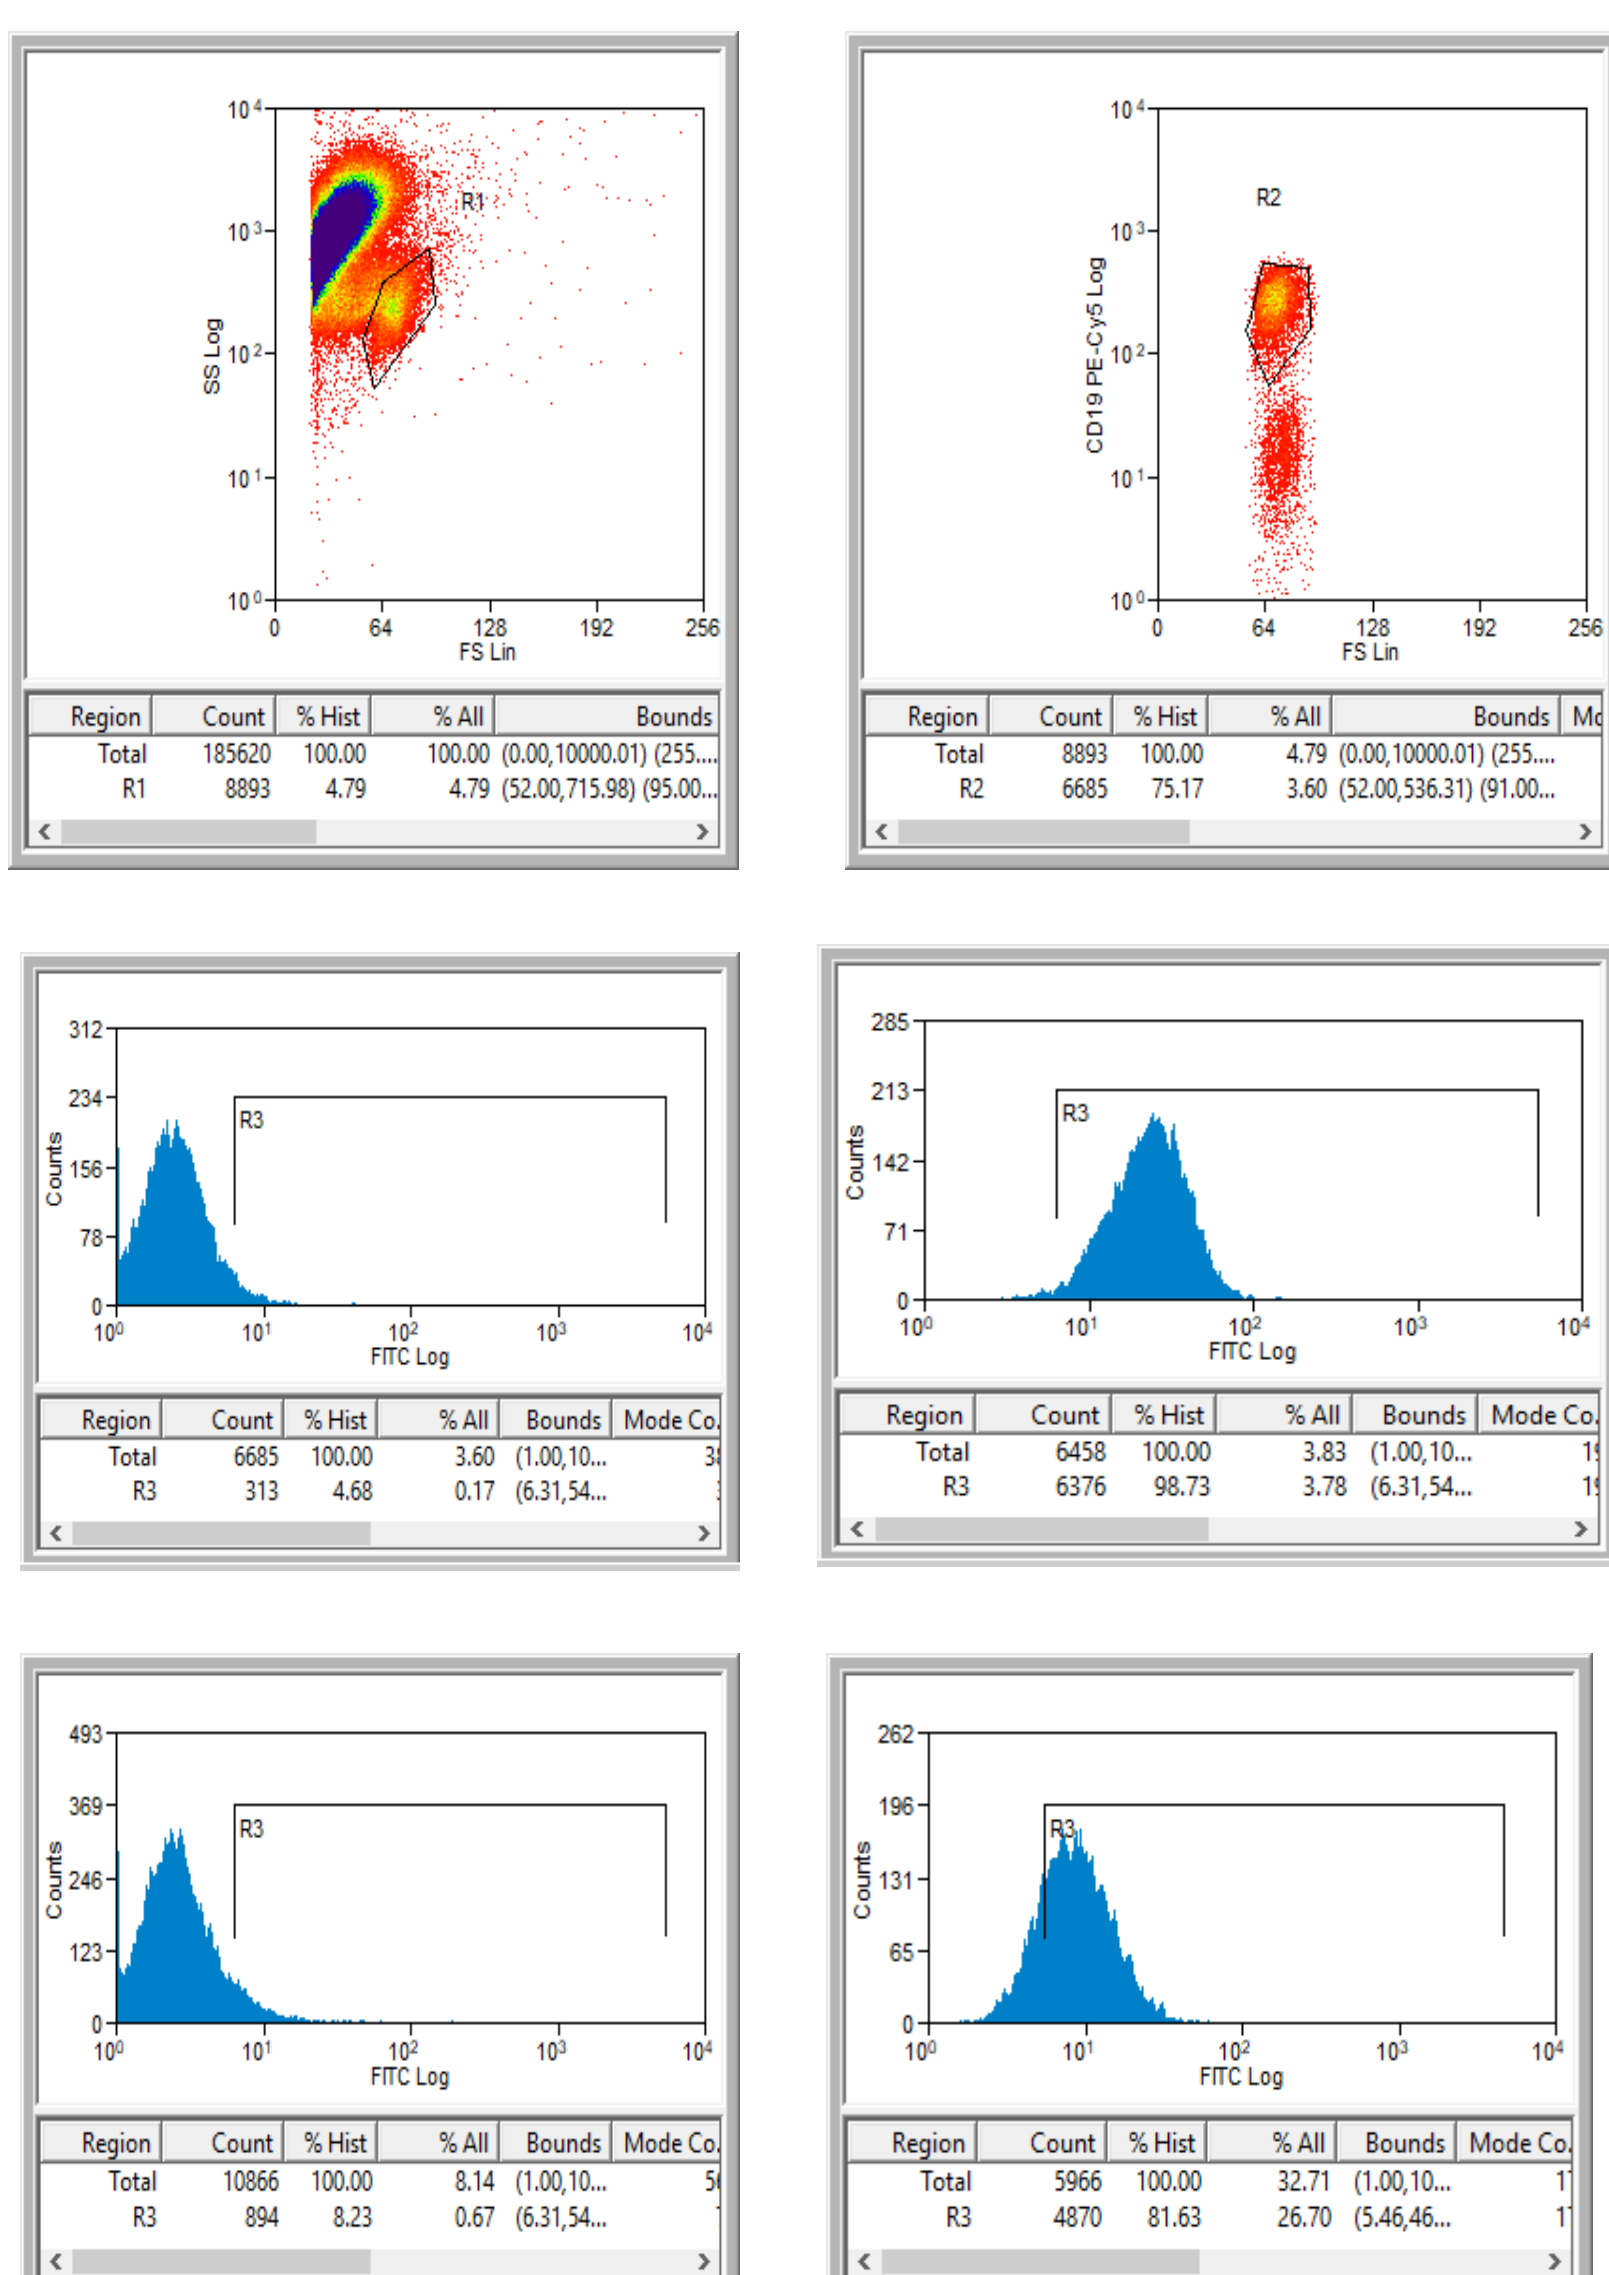 10⁴
10³
10²
10¹
10⁰
SS Log
R1
0 64 128 192 256
FS Lin
Region Count % Hist % All Bounds
Total 185620 100.00 100.00 (0.00,10000.01) (255....
R1 8893 4.79 4.79 (52.00,715.98) (95.00...
10⁴
10³
10²
10¹
10⁰
CD19 PE-Cy5 Log
R2
0 64 128 192 256
FS Lin
Region Count % Hist % All Bounds
Total 8893 100.00 4.79 (0.00,10000.01) (255....
R2 6685 75.17 3.60 (52.00,536.31) (91.00...
312
234
156
78
0
Counts
R3
10⁰ 10¹ 10² 10³ 10⁴
FITC Log
Region Count % Hist % All Bounds Mode Co.
Total 6685 100.00 3.60 (1.00,10...
R3 313 4.68 0.17 (6.31,54...
285
213
142
71
0
Counts
R3
10⁰ 10¹ 10² 10³ 10⁴
FITC Log
Region Count % Hist % All Bounds Mode Co.
Total 6458 100.00 3.83 (1.00,10...
R3 6376 98.73 3.78 (6.31,54...
493
369
246
123
0
Counts
R3
10⁰ 10¹ 10² 10³ 10⁴
FITC Log
Region Count % Hist % All Bounds Mode Co.
Total 10866 100.00 8.14 (1.00,10...
R3 894 8.23 0.67 (6.31,54...
262
196
131
65
0
Counts
R3
10⁰ 10¹ 10² 10³ 10⁴
FITC Log
Region Count % Hist % All Bounds Mode Co.
Total 5966 100.00 32.71 (1.00,10...
R3 4870 81.63 26.70 (5.46,46...